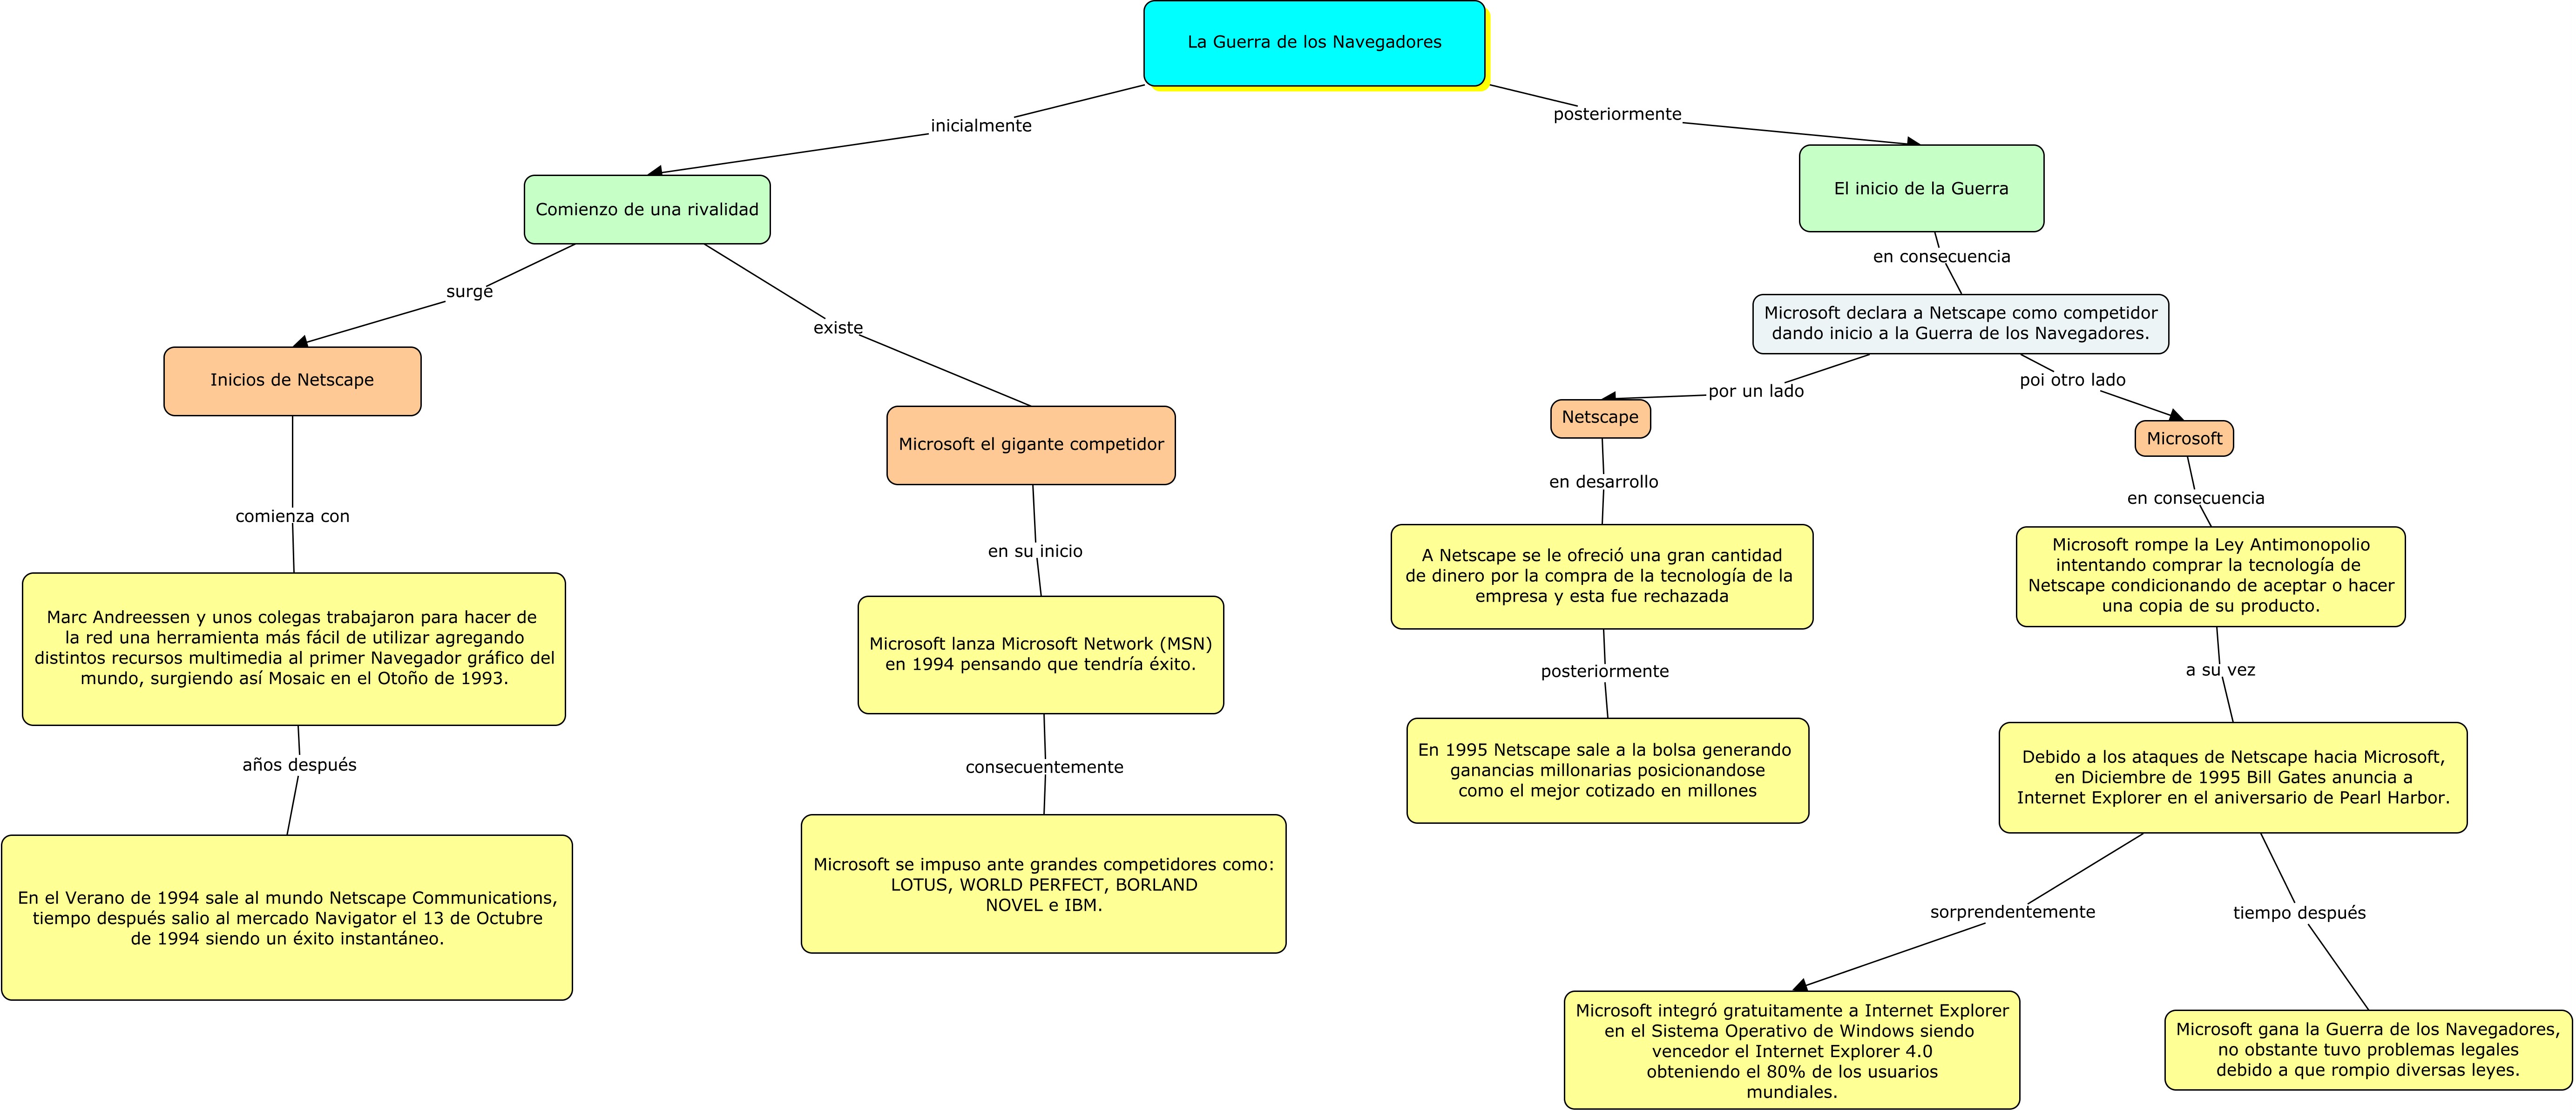 La Guerra de los Navegadores
inicialmente
posteriormente
Comienzo de una rivalidad
El inicio de la Guerra
surge
existe
en consecuencia
Inicios de Netscape
Microsoft el gigante competidor
Microsoft declara a Netscape como competidor
dando inicio a la Guerra de los Navegadores.
por un lado
poi otro lado
Netscape
Microsoft
comienza con
en su inicio
en desarrollo
en consecuencia
Marc Andreessen y unos colegas trabajaron para hacer de
la red una herramienta más fácil de utilizar agregando
distintos recursos multimedia al primer Navegador gráfico del
mundo, surgiendo así Mosaic en el Otoño de 1993.
Microsoft lanza Microsoft Network (MSN)
en 1994 pensando que tendría éxito.
A Netscape se le ofreció una gran cantidad
de dinero por la compra de la tecnología de la
empresa y esta fue rechazada
Microsoft rompe la Ley Antimonopolio
intentando comprar la tecnología de
Netscape condicionando de aceptar o hacer
una copia de su producto.
años después
consecuentemente
posteriormente
a su vez
En el Verano de 1994 sale al mundo Netscape Communications,
tiempo después salio al mercado Navigator el 13 de Octubre
de 1994 siendo un éxito instantáneo.
Microsoft se impuso ante grandes competidores como:
LOTUS, WORLD PERFECT, BORLAND
NOVEL e IBM.
En 1995 Netscape sale a la bolsa generando
ganancias millonarias posicionandose
como el mejor cotizado en millones
Debido a los ataques de Netscape hacia Microsoft,
en Diciembre de 1995 Bill Gates anuncia a
Internet Explorer en el aniversario de Pearl Harbor.
sorprendentemente
tiempo después
Microsoft integró gratuitamente a Internet Explorer
en el Sistema Operativo de Windows siendo
vencedor el Internet Explorer 4.0
obteniendo el 80% de los usuarios
mundiales.
Microsoft gana la Guerra de los Navegadores,
no obstante tuvo problemas legales
debido a que rompio diversas leyes.